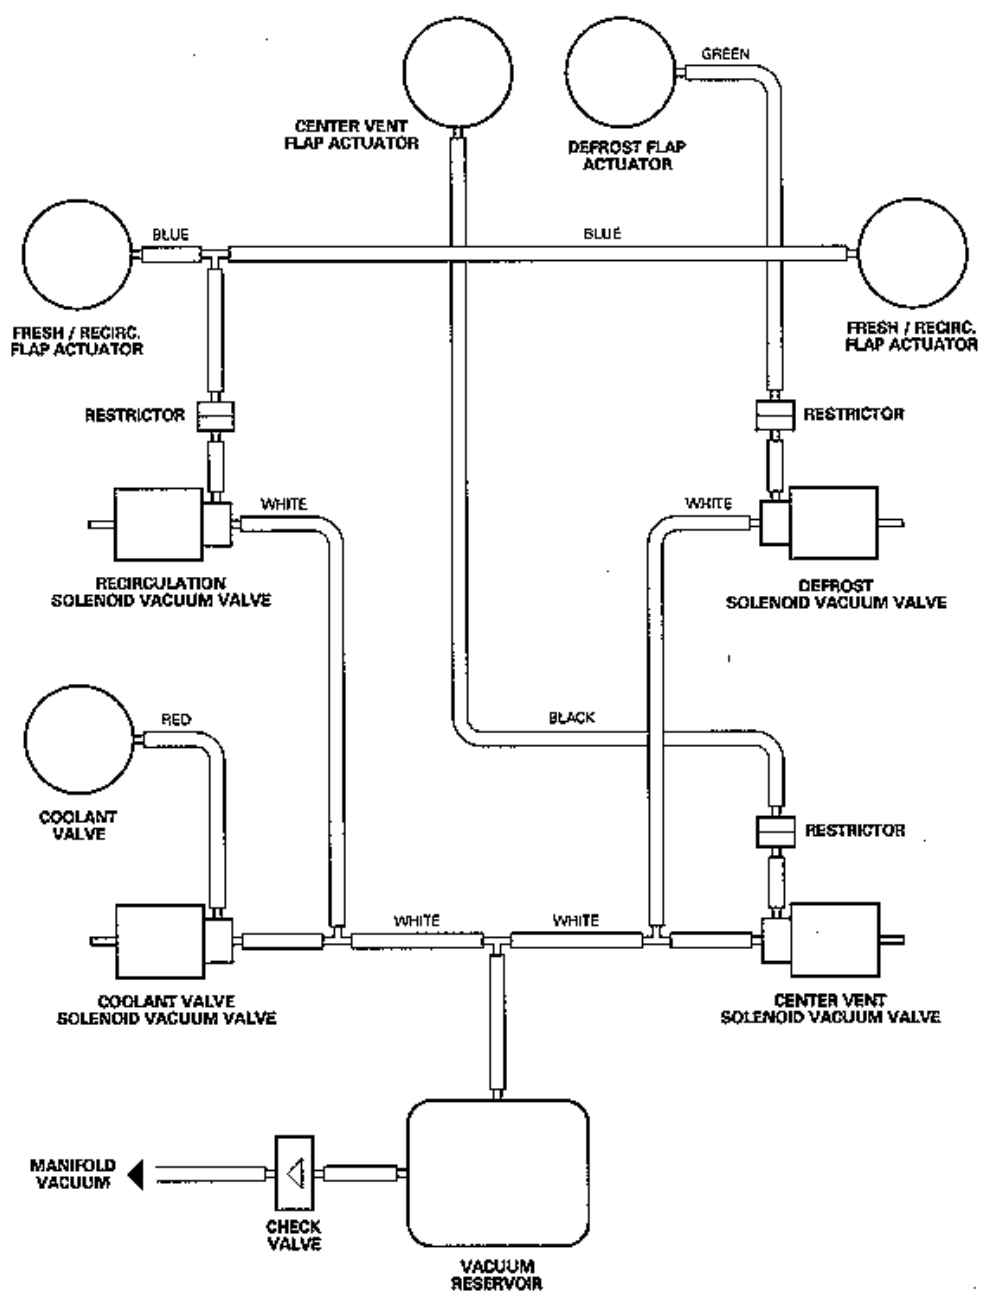 GREEN
CENTER VENT
FLAP ACTUATOR
DEFROST FLAP
ACTUATOR
BLUE
BLUE
FRESH / RECIRC.
FLAP ACTUATOR
FRESH / RECIRC.
FLAP ACTUATOR
RESTRICTOR
RESTRICTOR
WHITE
WHITE
RECIRCULATION
SOLENOID VACUUM VALVE
DEFROST
SOLENOID VACUUM VALVE
RED
BLACK
COOLANT
VALVE
RESTRICTOR
WHITE
WHITE
COOLANT VALVE
SOLENOID VACUUM VALVE
CENTER VENT
SOLENOID VACUUM VALVE
MANIFOLD
VACUUM
CHECK
VALVE
VACUUM
RESERVOIR